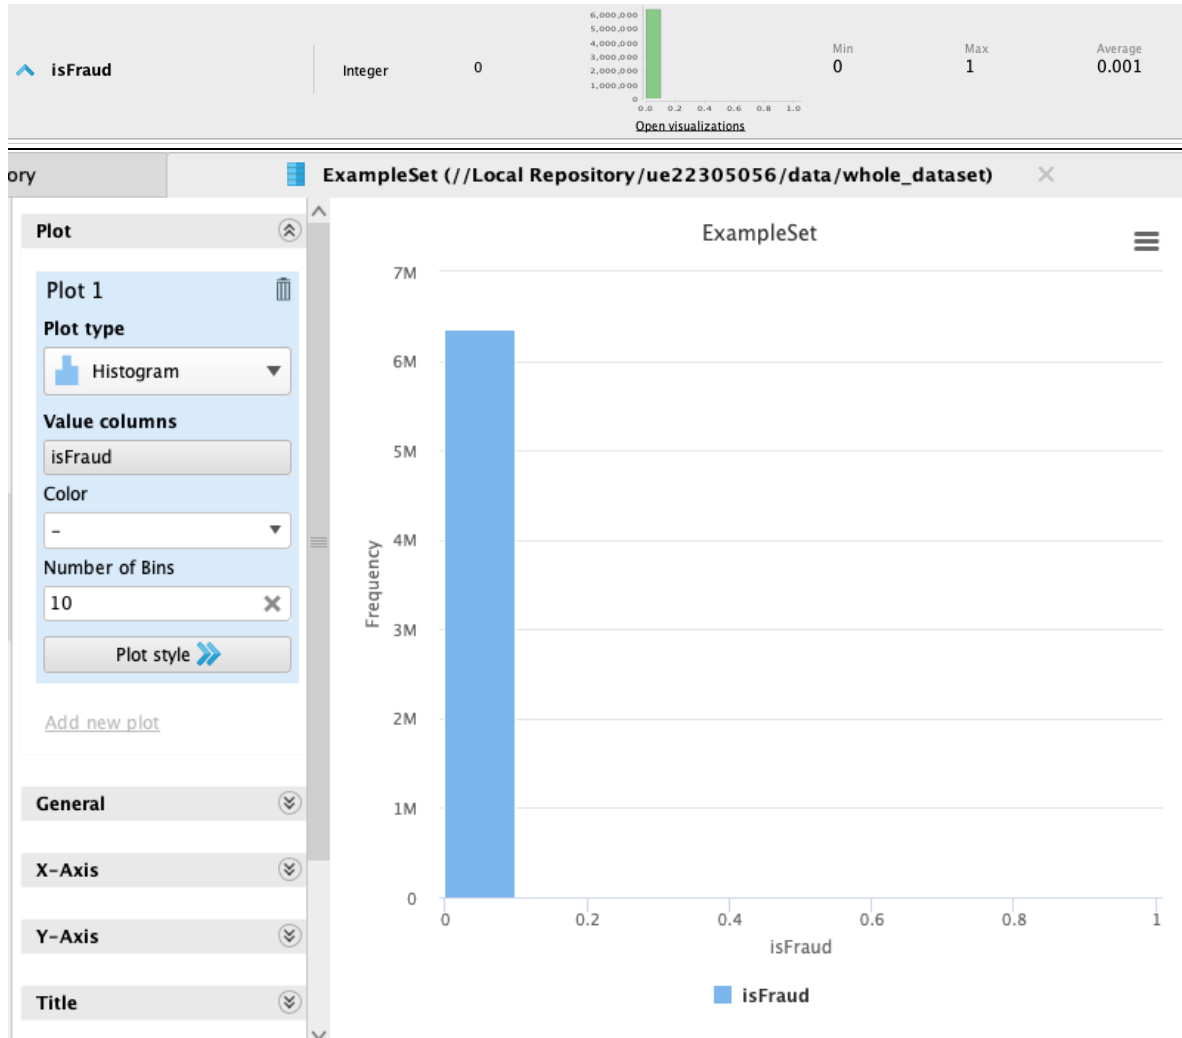 isFraud
Integer
0
6,000,000
5,000,000
4,000,000
3,000,000
2,000,000
1,000,000
0
0.0 0.2 0.4 0.6 0.8 1.0
Open visualizations
Min
0
Max
1
Average
0.001
ory
ExampleSet (//Local Repository/ue22305056/data/whole_dataset)
Plot
Plot 1
Plot type
Histogram
Value columns
isFraud
Color
–
Number of Bins
10
Plot style
Add new plot
General
X-Axis
Y-Axis
Title
ExampleSet
7M
6M
5M
4M
3M
2M
1M
0
Frequency
0 0.2 0.4 0.6 0.8 1
isFraud
isFraud